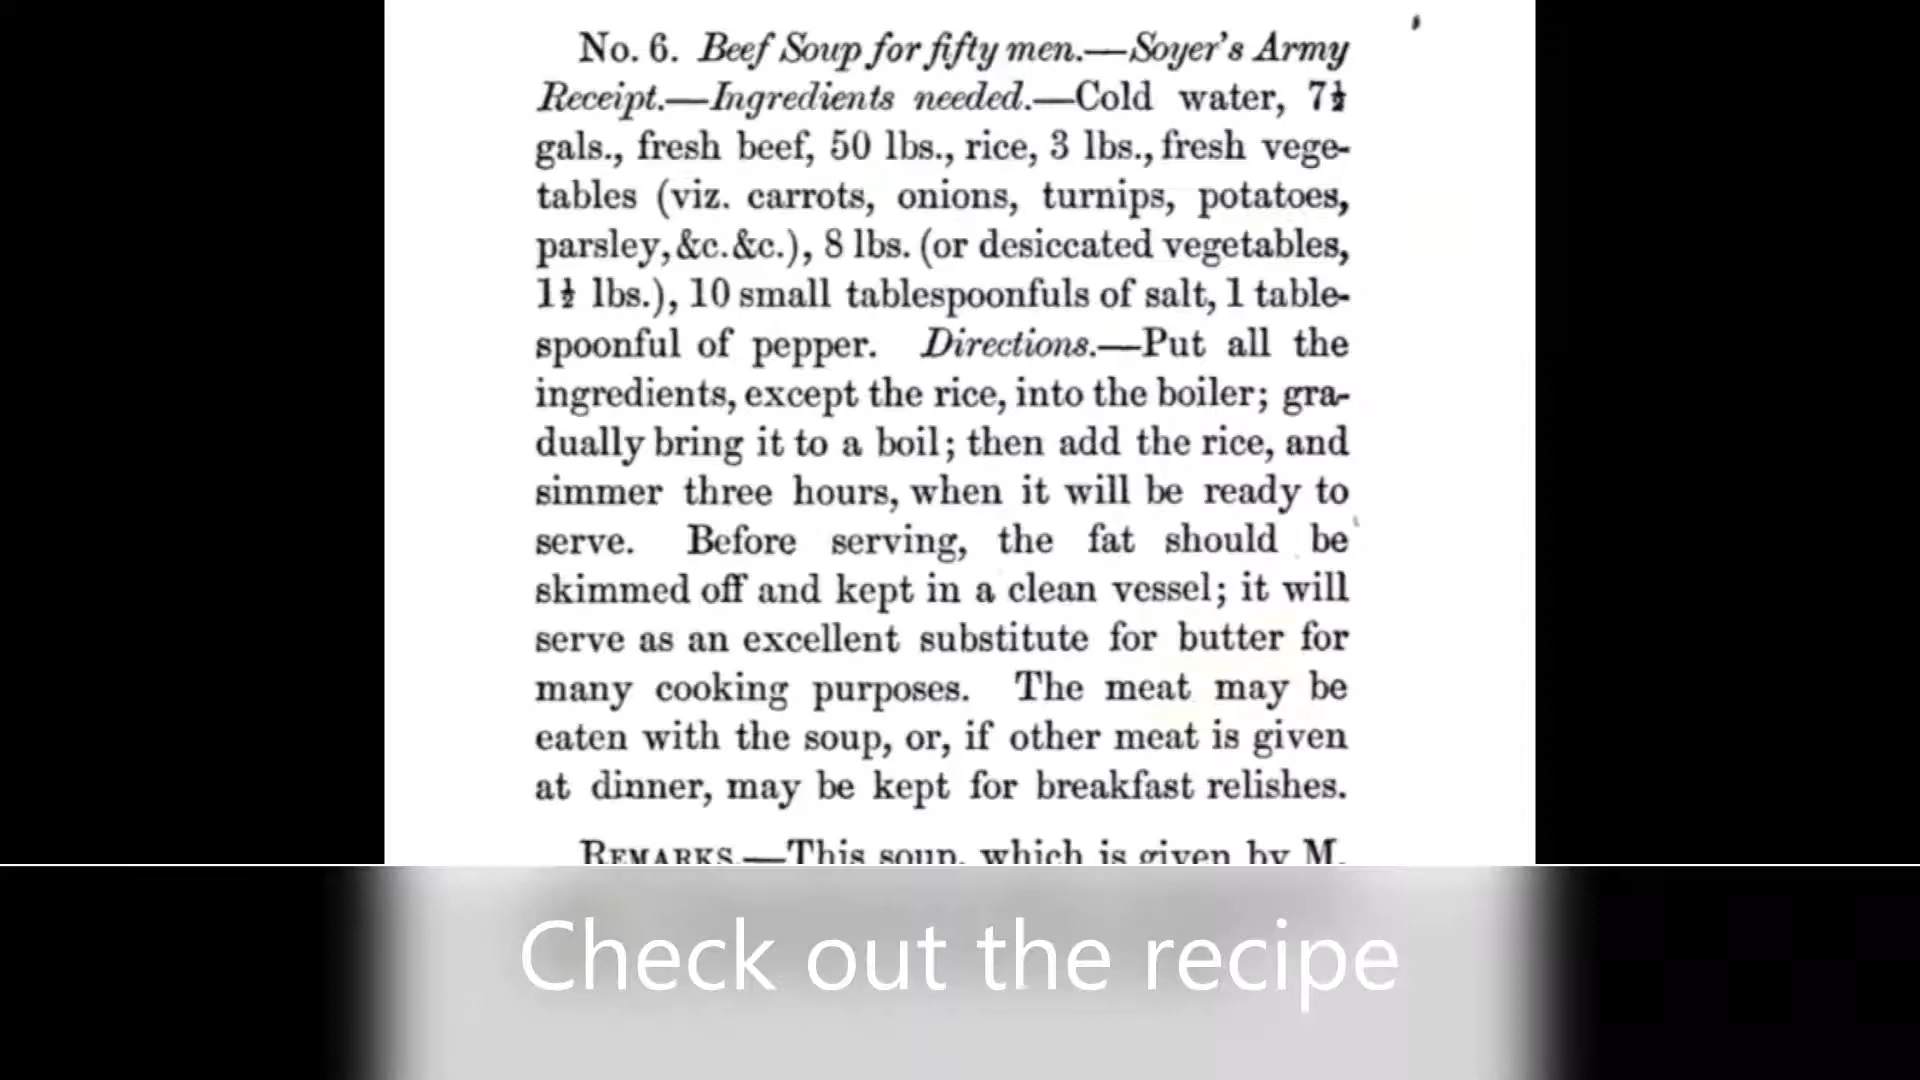 No. 6. Beef Soup for fifty men.—Soyer's Army
Receipt.—Ingredients needed.—Cold water, 7½
gals., fresh beef, 50 lbs., rice, 3 lbs., fresh vege-
tables (viz. carrots, onions, turnips, potatoes,
parsley, &c. &c.), 8 lbs. (or desiccated vegetables,
1½ lbs.), 10 small tablespoonfuls of salt, 1 table-
spoonful of pepper. Directions.—Put all the
ingredients, except the rice, into the boiler; gra-
dually bring it to a boil; then add the rice, and
simmer three hours, when it will be ready to
serve. Before serving, the fat should be
skimmed off and kept in a clean vessel; it will
serve as an excellent substitute for butter for
many cooking purposes. The meat may be
eaten with the soup, or, if other meat is given
at dinner, may be kept for breakfast relishes.
REMARKS.—This soup, which is given by M.
Check out the recipe